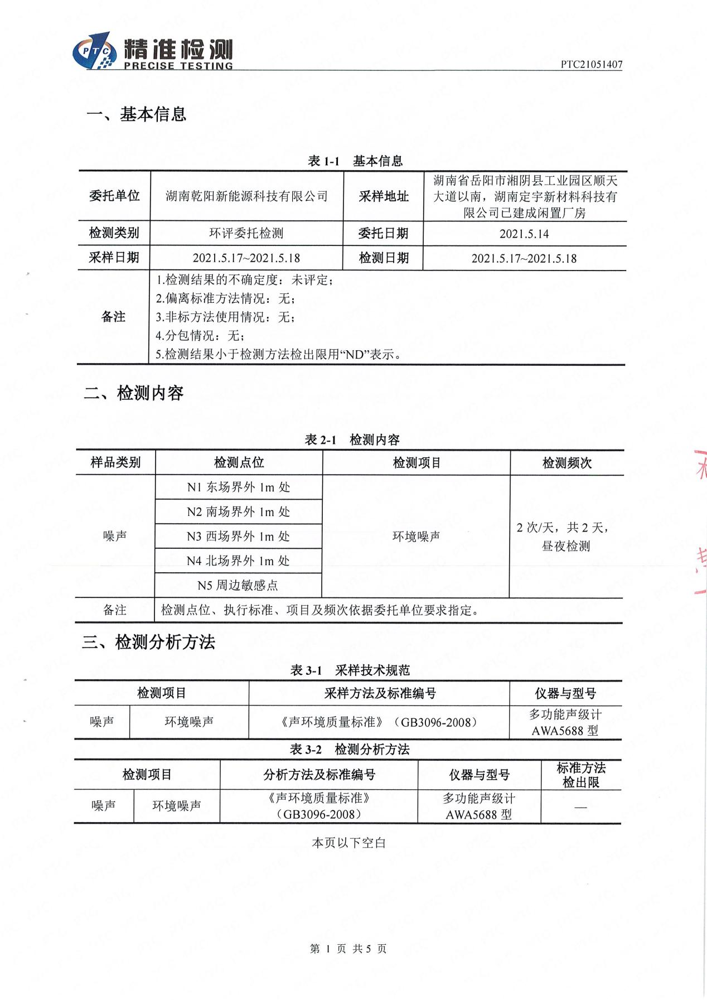 PTC
精准检测
PRECISE TESTING
PTC21051407
一、基本信息
表 1-1 基本信息
委托单位
湖南乾阳新能源科技有限公司
采样地址
湖南省岳阳市湘阴县工业园区顺天
大道以南，湖南定宇新材料科技有
限公司已建成闲置厂房
检测类别
环评委托检测
委托日期
2021.5.14
采样日期
2021.5.17~2021.5.18
检测日期
2021.5.17~2021.5.18
备注
1.检测结果的不确定度：未评定；
2.偏离标准方法情况：无；
3.非标方法使用情况：无；
4.分包情况：无；
5.检测结果小于检测方法检出限用“ND”表示。
二、检测内容
表 2-1 检测内容
样品类别
检测点位
检测项目
检测频次
噪声
N1 东场界外 1m 处
N2 南场界外 1m 处
N3 西场界外 1m 处
N4 北场界外 1m 处
N5 周边敏感点
环境噪声
2 次/天，共 2 天，
昼夜检测
备注
检测点位、执行标准、项目及频次依据委托单位要求指定。
三、检测分析方法
表 3-1 采样技术规范
检测项目
采样方法及标准编号
仪器与型号
噪声
环境噪声
《声环境质量标准》（GB3096-2008）
多功能声级计
AWA5688 型
表 3-2 检测分析方法
检测项目
分析方法及标准编号
仪器与型号
标准方法
检出限
噪声
环境噪声
《声环境质量标准》
（GB3096-2008）
多功能声级计
AWA5688 型
—
本页以下空白
第 1 页 共 5 页